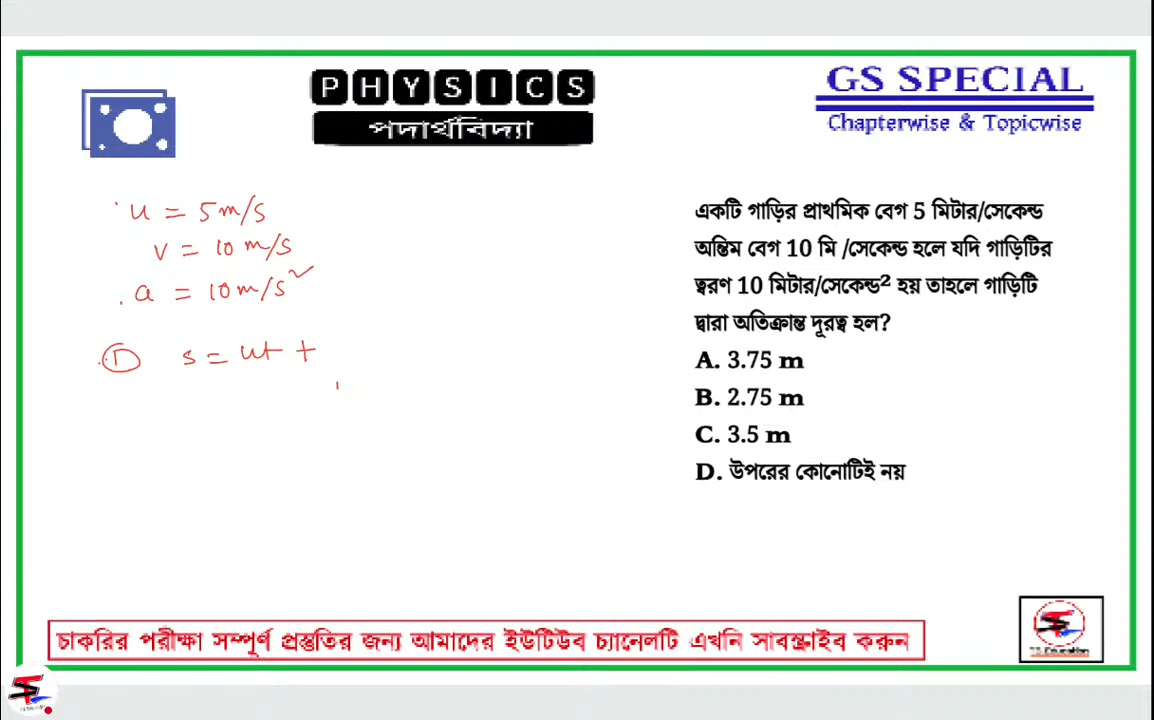 PHYSICS
পদার্থবিদ্যা
GS SPECIAL
Chapterwise & Topicwise
u = 5m/s
v = 10 m/s
a = 10m/s²
① s = ut +
একটি গাড়ির প্রাথমিক বেগ 5 মিটার/সেকেন্ড
অন্তিম বেগ 10 মি /সেকেন্ড হলে যদি গাড়িটির
ত্বরণ 10 মিটার/সেকেন্ড² হয় তাহলে গাড়িটি
দ্বারা অতিক্রান্ত দূরত্ব হল?
A. 3.75 m
B. 2.75 m
C. 3.5 m
D. উপরের কোনোটিই নয়
চাকরির পরীক্ষা সম্পূর্ণ প্রস্তুতির জন্য আমাদের ইউটিউব চ্যানেলটি এখনি সাবস্ক্রাইব করুন